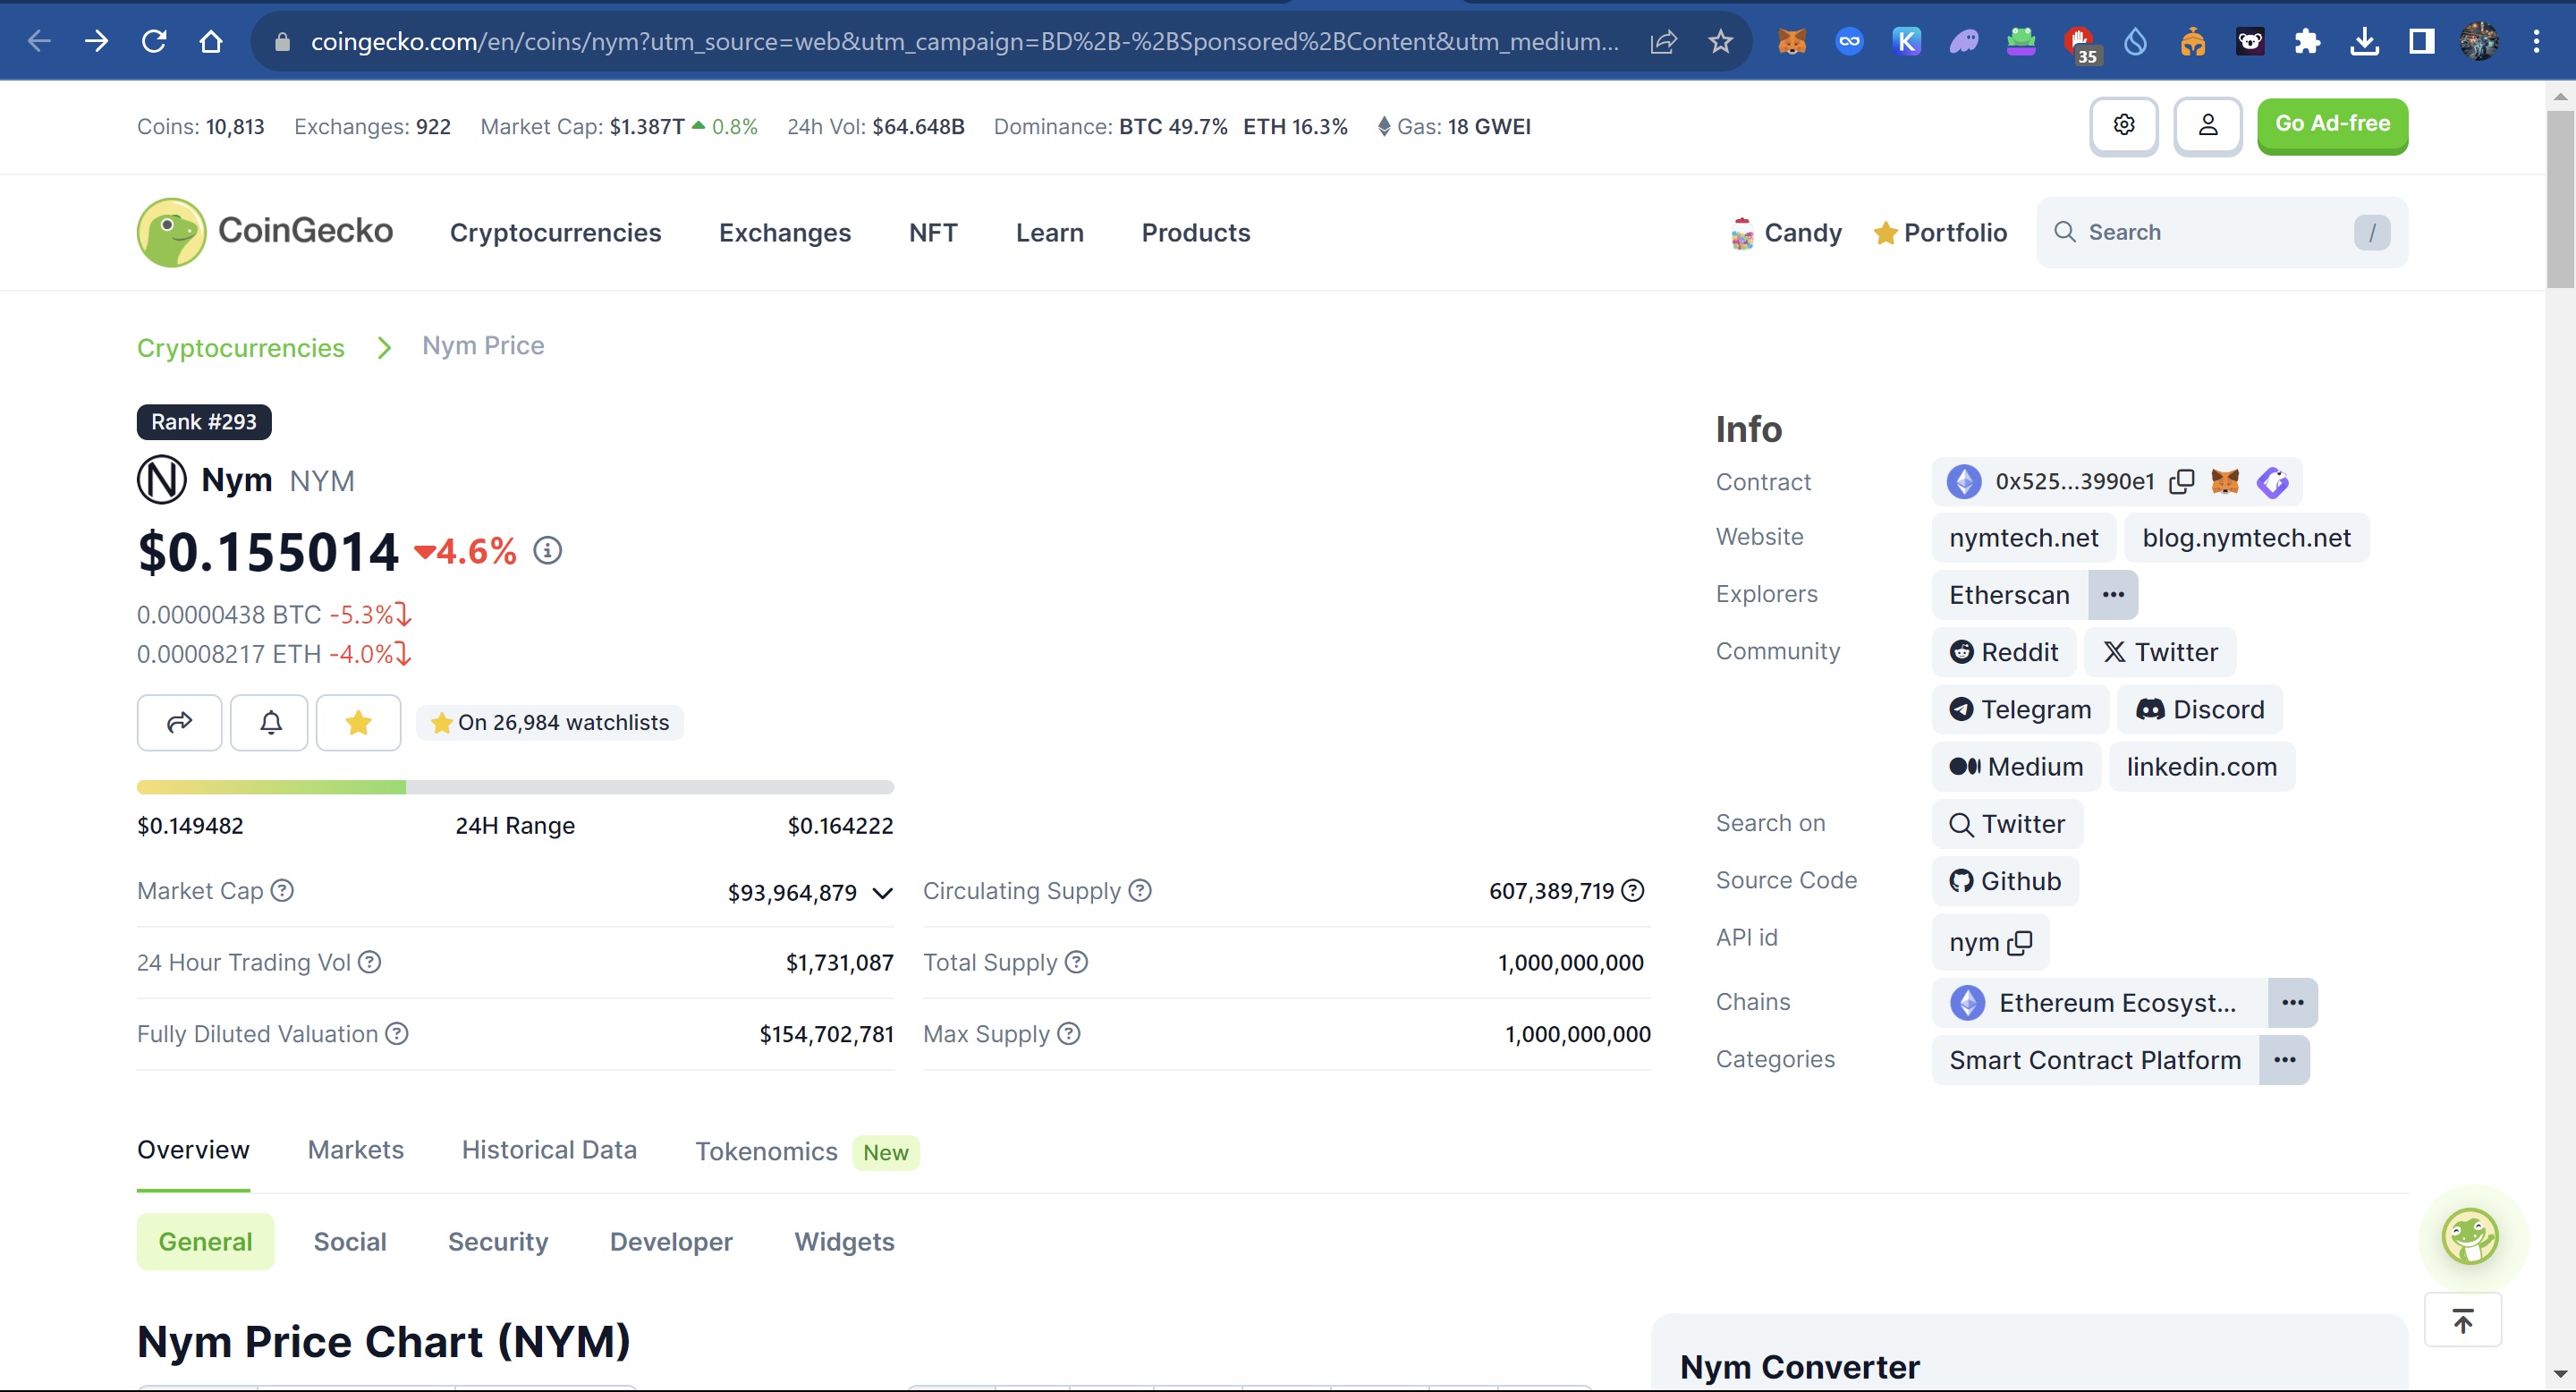 coingecko.com/en/coins/nym?utm_source=web&utm_campaign=BD%2B-%2BSponsored%2BContent&utm_medium...
35
Coins: 10,813 Exchanges: 922 Market Cap: $1.387T 0.8% 24h Vol: $64.648B Dominance: BTC 49.7% ETH 16.3% Gas: 18 GWEI
Go Ad-free
CoinGecko Cryptocurrencies Exchanges NFT Learn Products Candy Portfolio Search /
Cryptocurrencies Nym Price
Rank #293
Nym NYM
$0.155014 4.6%
0.00000438 BTC -5.3%
0.00008217 ETH -4.0%
On 26,984 watchlists
$0.149482 24H Range $0.164222
Market Cap $93,964,879
24 Hour Trading Vol $1,731,087
Fully Diluted Valuation $154,702,781
Circulating Supply 607,389,719
Total Supply 1,000,000,000
Max Supply 1,000,000,000
Info
Contract 0x525...3990e1
Website nymtech.net blog.nymtech.net
Explorers Etherscan
Community Reddit Twitter
Telegram Discord
Medium linkedin.com
Search on Twitter
Source Code Github
API id nym
Chains Ethereum Ecosyst...
Categories Smart Contract Platform
Overview Markets Historical Data Tokenomics New
General Social Security Developer Widgets
Nym Price Chart (NYM)
Nym Converter